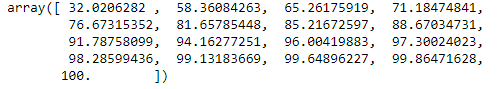 array([ 32.0206282 , 58.36084263, 65.26175919, 71.18474841,
76.67315352, 81.65785448, 85.21672597, 88.67034731,
91.78758099, 94.16277251, 96.00419883, 97.30024023,
98.28599436, 99.13183669, 99.64896227, 99.86471628,
100. ])